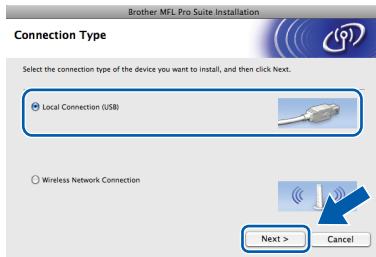 Brother MFL Pro Suite Installation
Connection Type
Select the connection type of the device you want to install, and then click Next.
Local Connection (USB)
Wireless Network Connection
Next >
Cancel